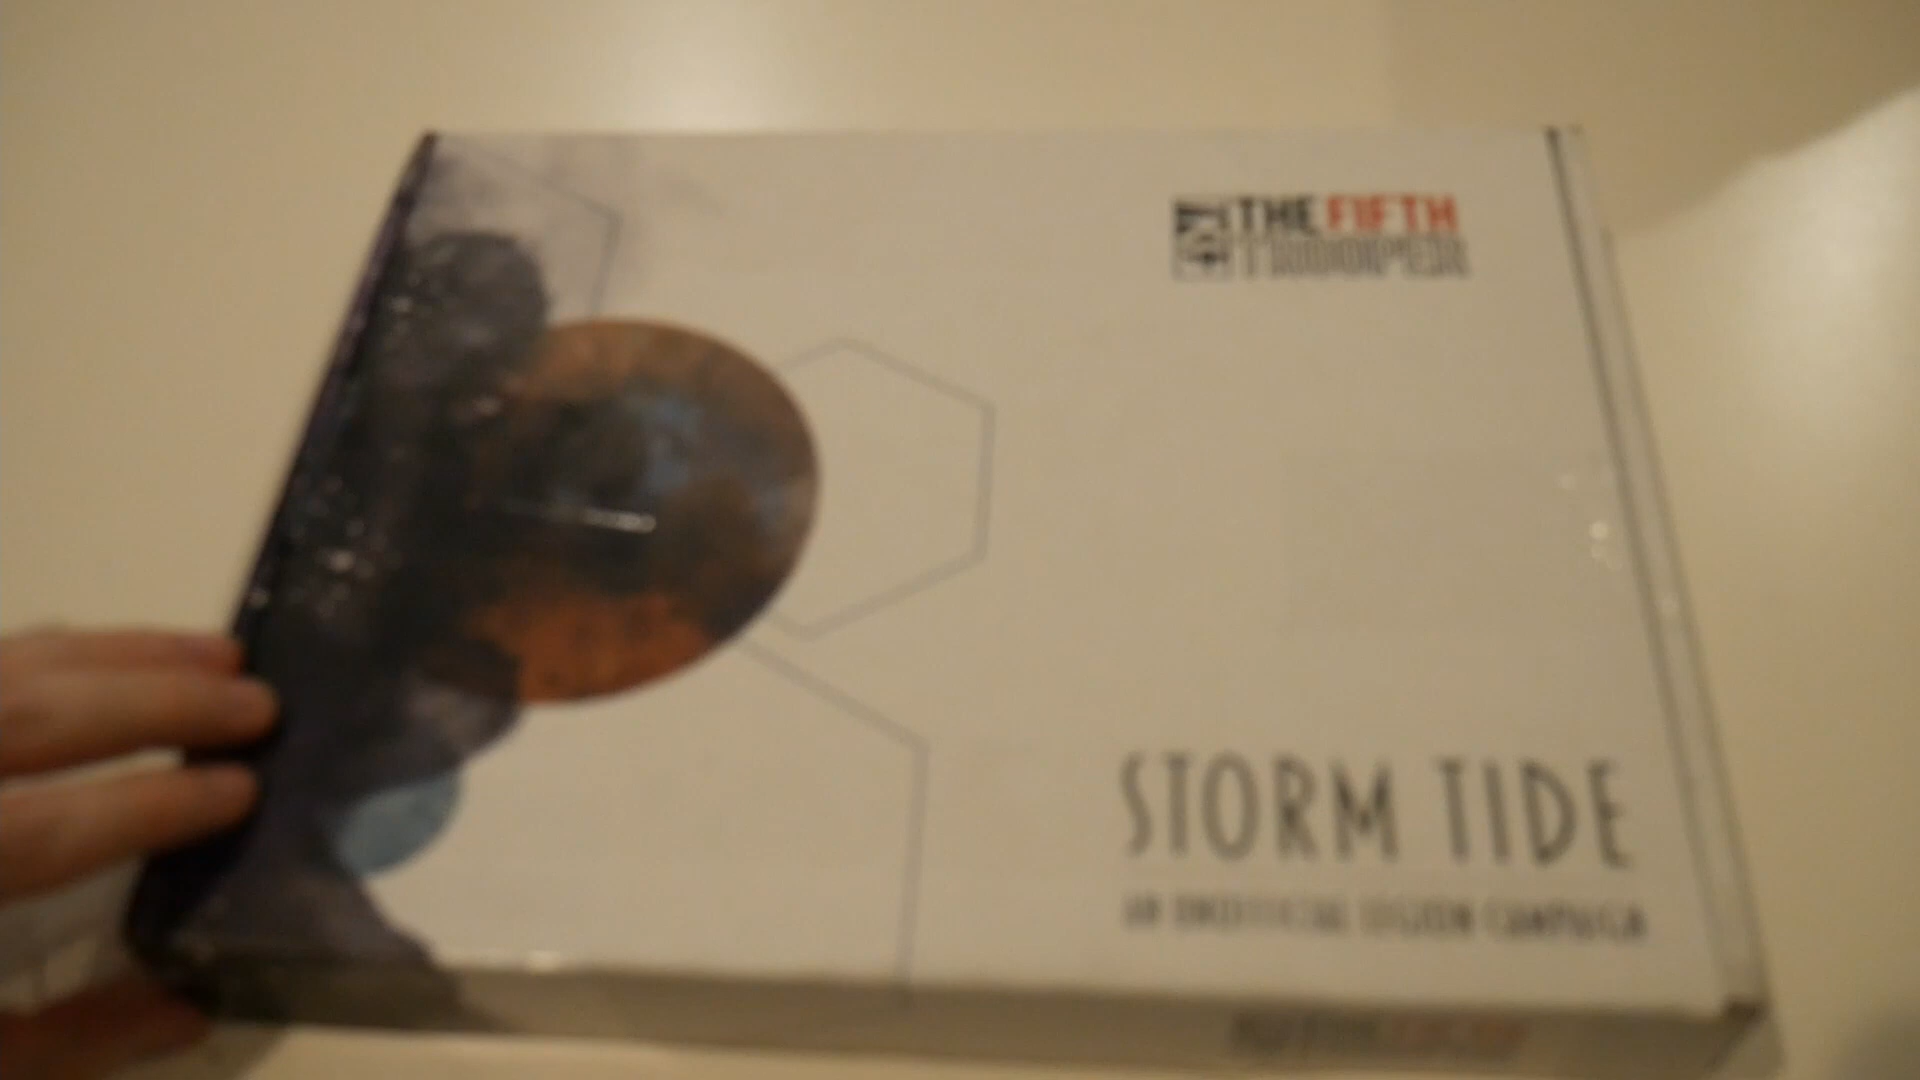 THE FIFTH
TROOPER
STORM TIDE
AN UNOFFICIAL LEGION CAMPAIGN